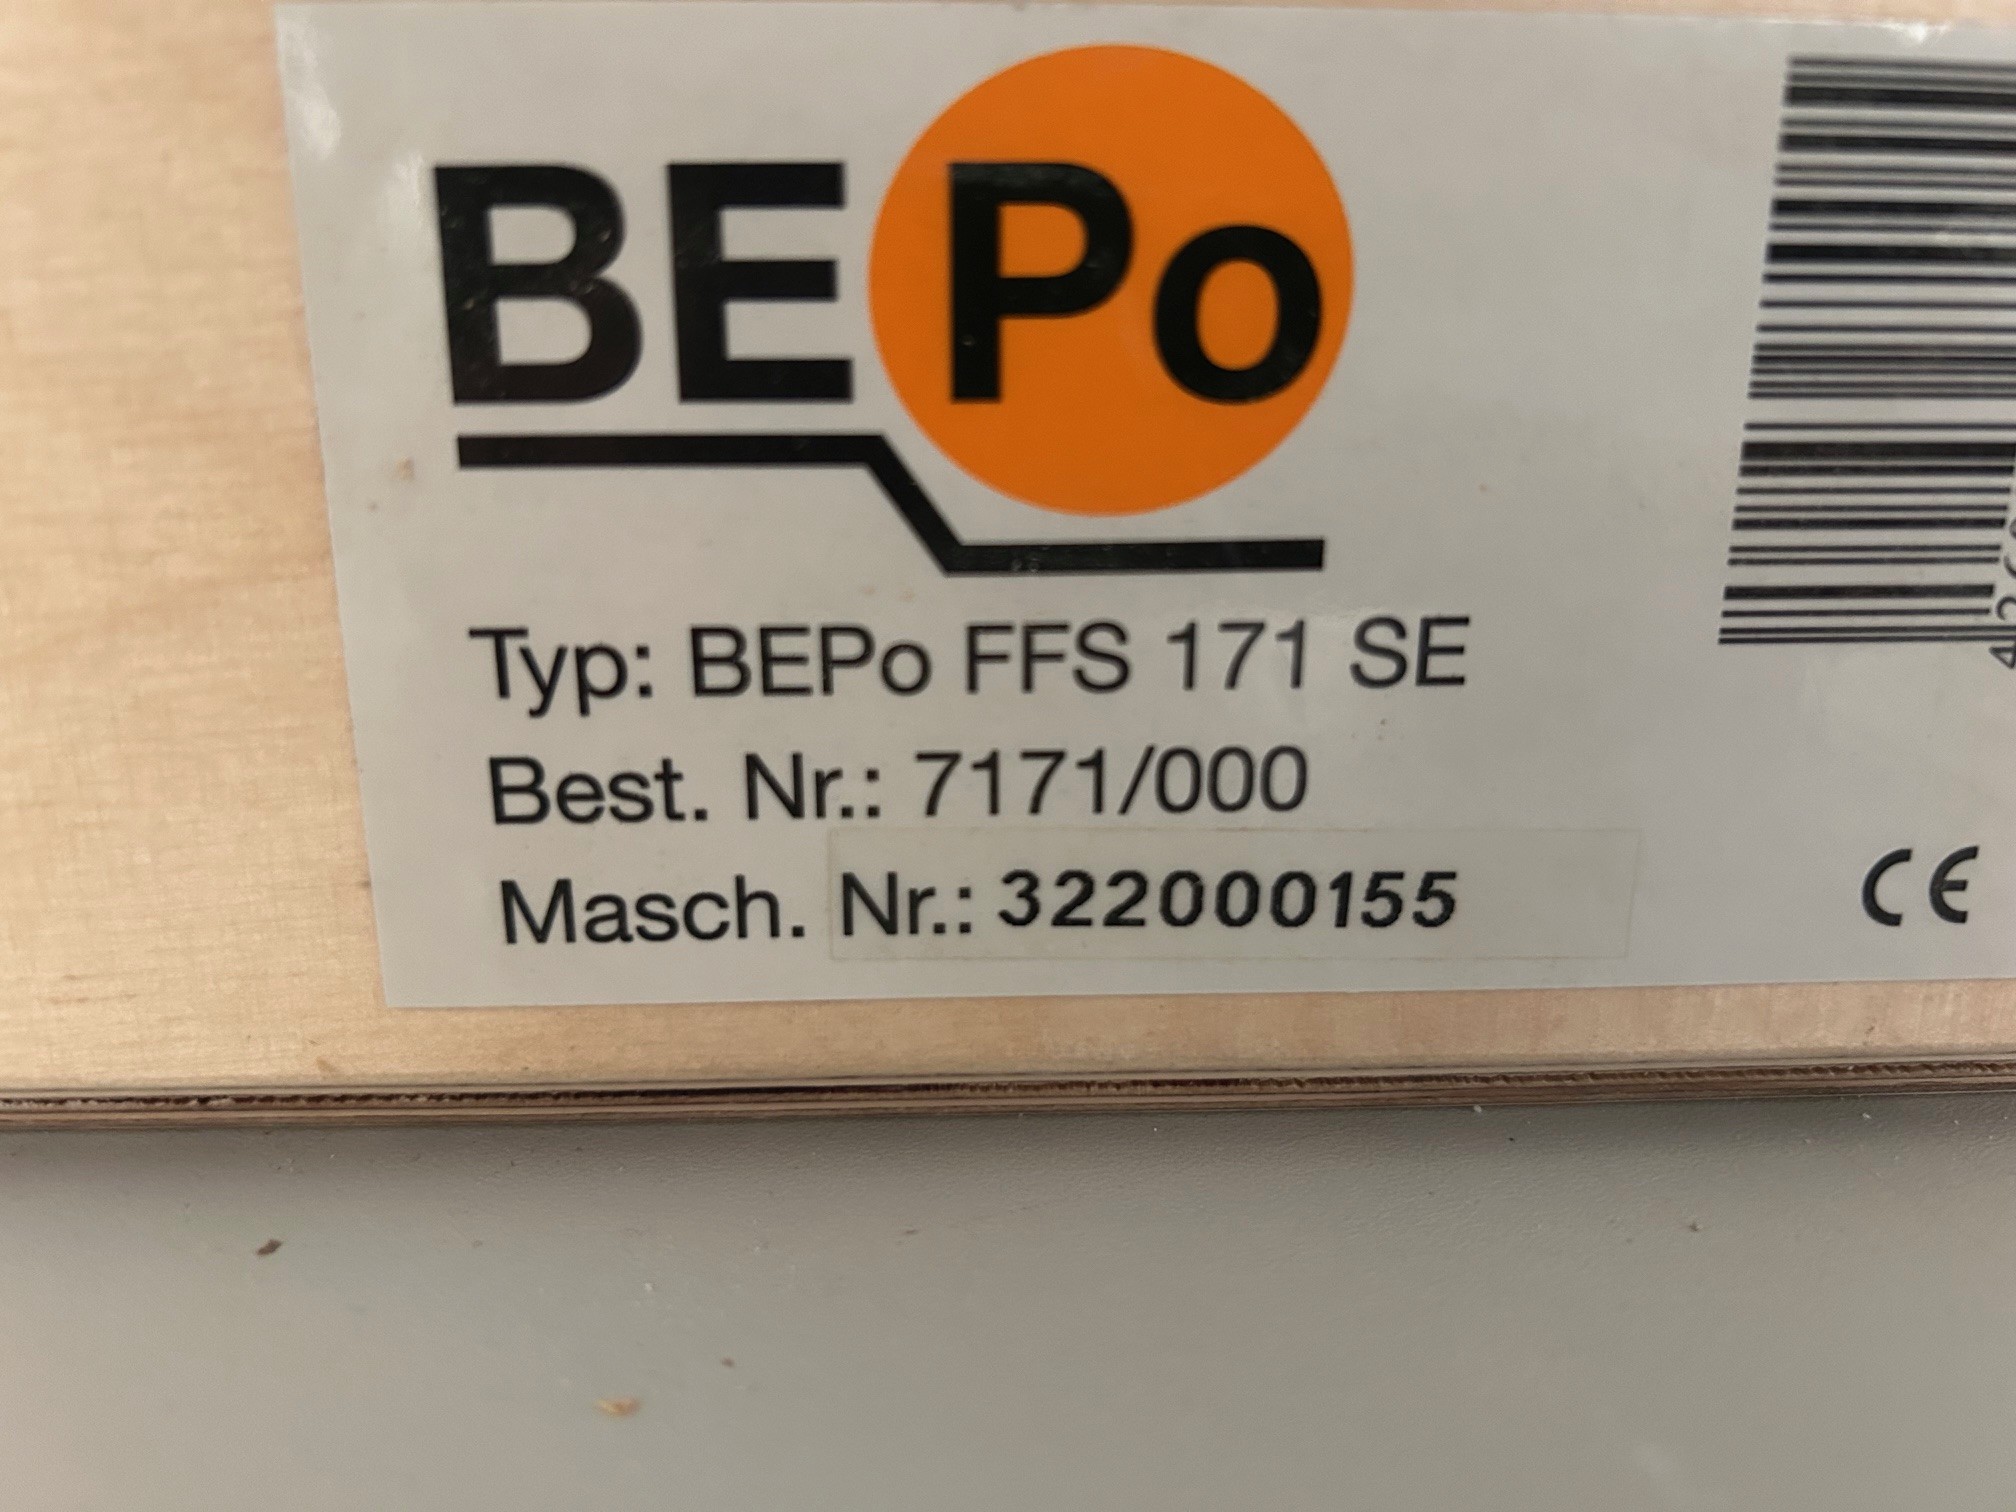 BEPo
Typ: BEPo FFS 171 SE
Best. Nr.: 7171/000
Masch. Nr.: 322000155
CE